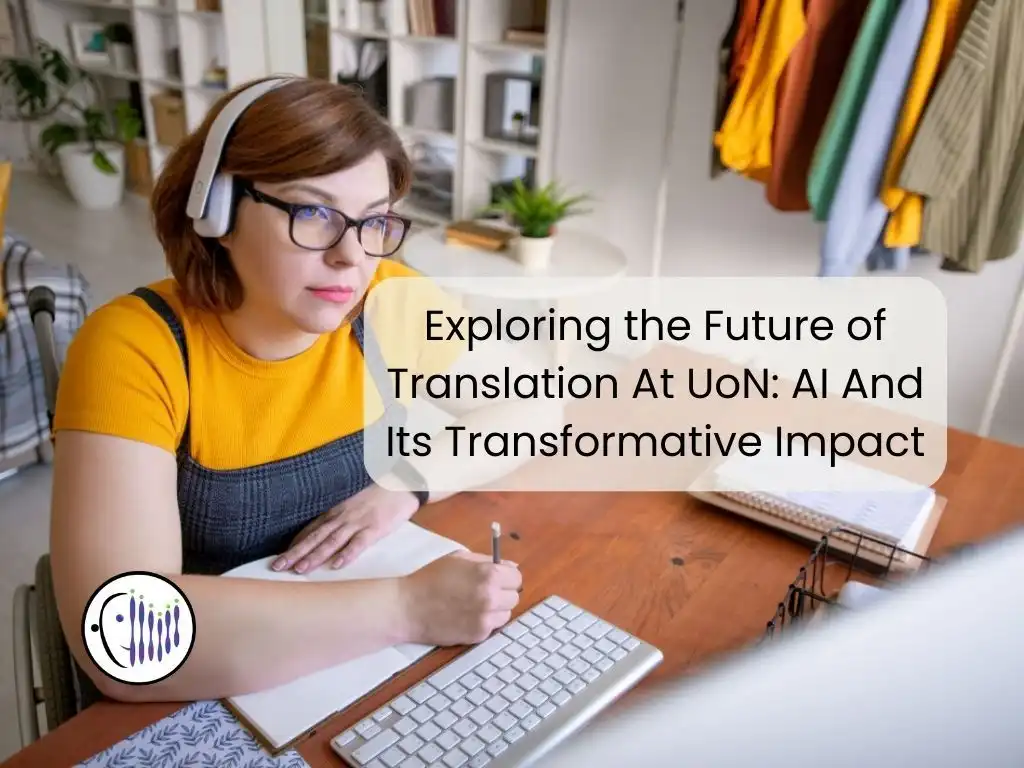 Exploring the Future of
Translation At UoN: AI And
Its Transformative Impact